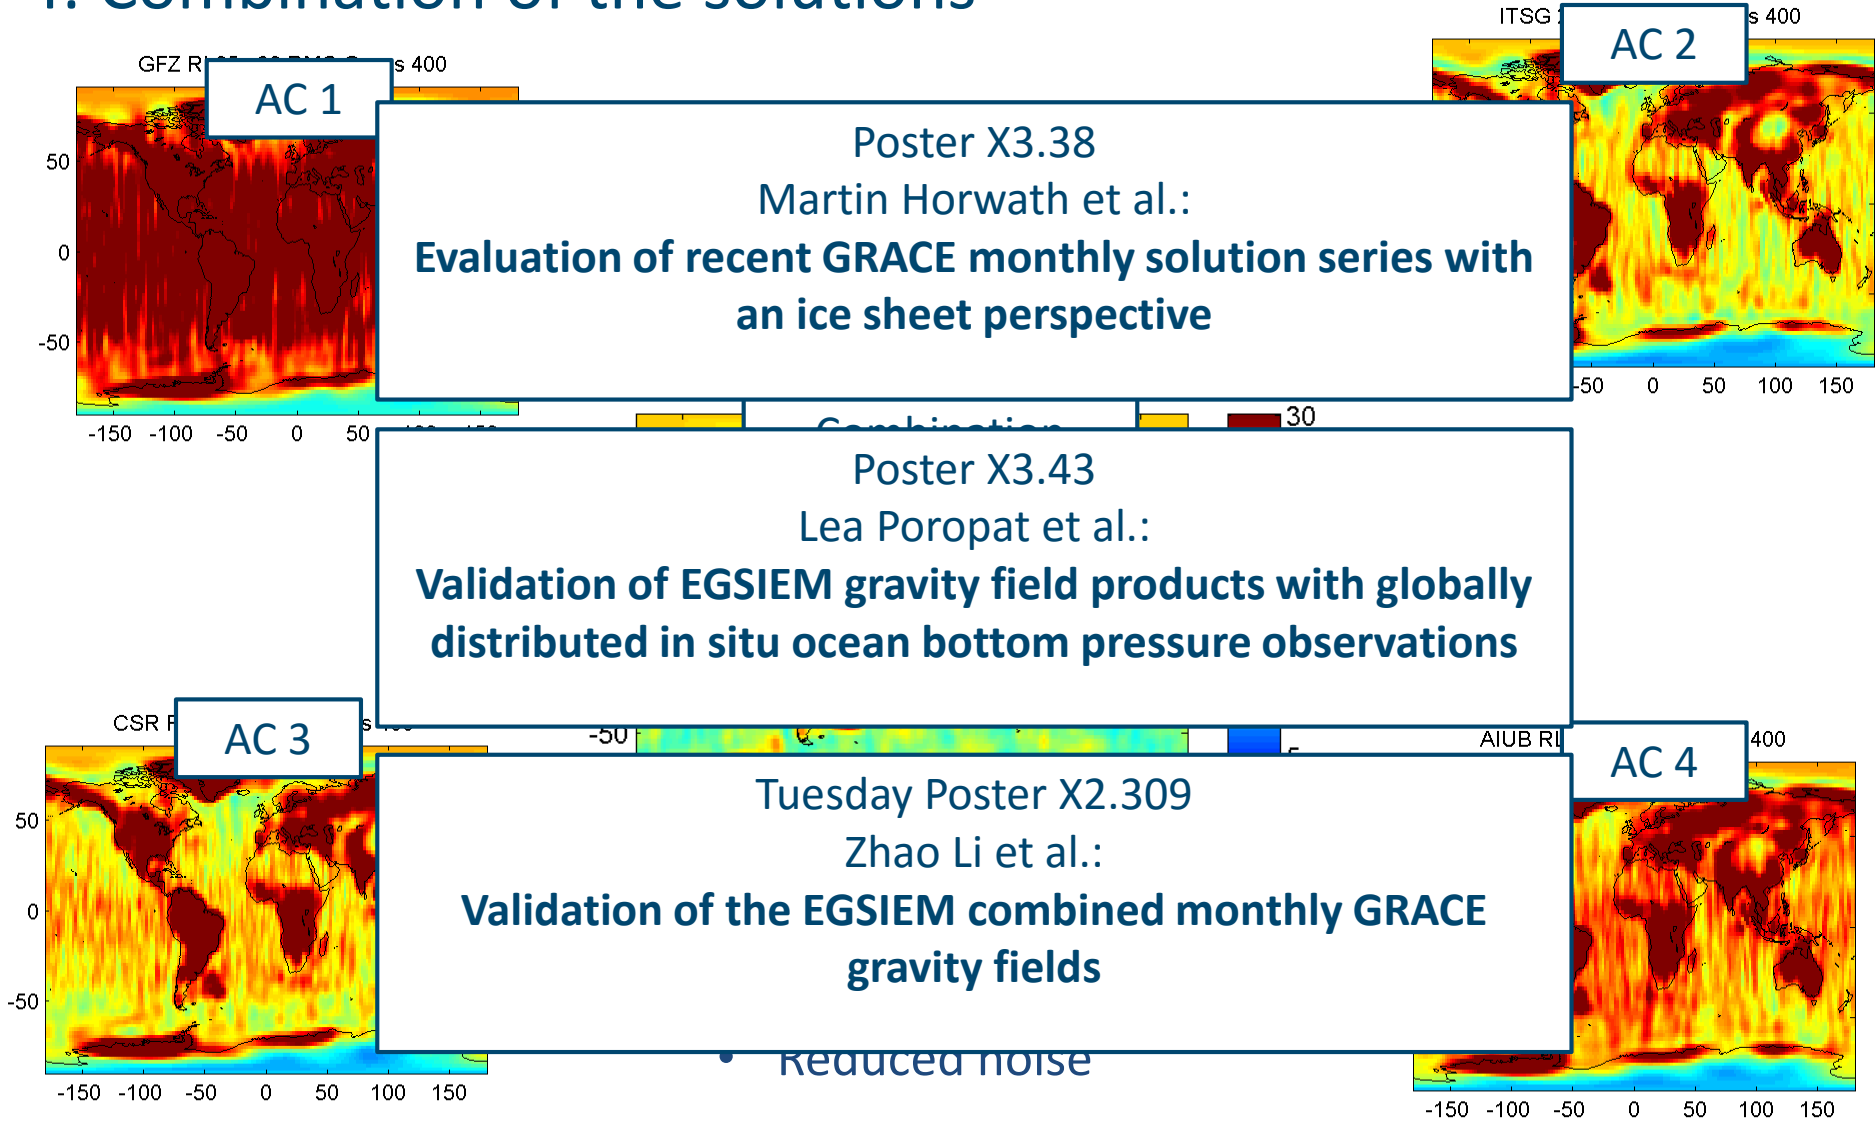 Combination of the solutions
GFZ s 400
AC 1
50
0
-50
-150 -100 -50 0 50
ITSG s 400
AC 2
-50 0 50 100 150
Poster X3.38
Martin Horwath et al.:
Evaluation of recent GRACE monthly solution series with
an ice sheet perspective
Combination
30
Poster X3.43
Lea Poropat et al.:
Validation of EGSIEM gravity field products with globally
distributed in situ ocean bottom pressure observations
-50
CSR
AC 3
50
0
-50
-150 -100 -50 0 50 100 150
AIUB 400
AC 4
-150 -100 -50 0 50 100 150
Tuesday Poster X2.309
Zhao Li et al.:
Validation of the EGSIEM combined monthly GRACE
gravity fields
• Reduced noise